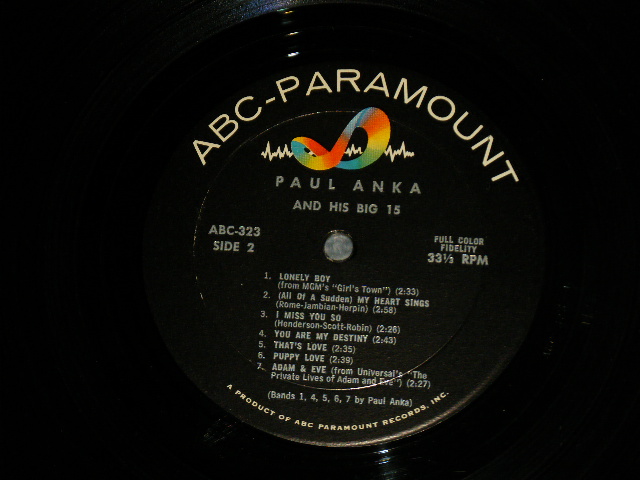 ABC-PARAMOUNT
PAUL ANKA
AND HIS BIG 15
ABC-323
SIDE 2
FULL COLOR
FIDELITY
33⅓ RPM
1. LONELY BOY
(from MGM's "Girl's Town") (2:33)
2. (All Of A Sudden) MY HEART SINGS
(Rome-Jambian-Herpin) (2:58)
3. I MISS YOU SO
(Henderson-Scott-Robin) (2:26)
4. YOU ARE MY DESTINY (2:43)
5. THAT'S LOVE (2:35)
6. PUPPY LOVE (2:39)
7. ADAM & EVE (from Universal's "The
Private Lives of Adam and Eve") (2:27)
(Bands 1, 4, 5, 6, 7 by Paul Anka)
A PRODUCT OF ABC PARAMOUNT RECORDS, INC.